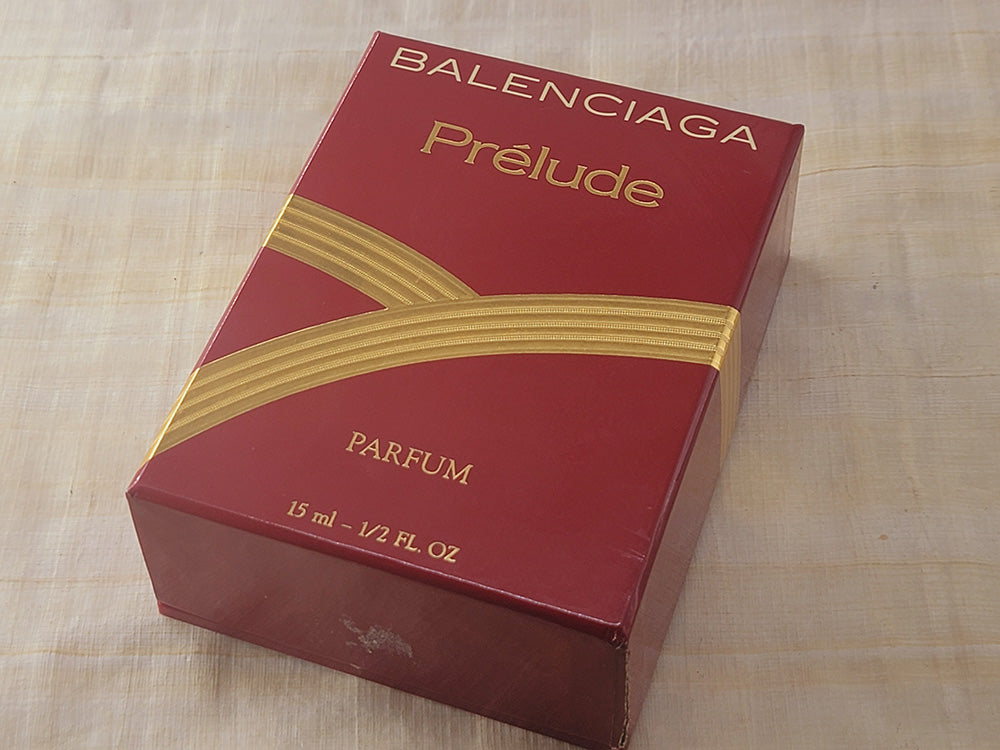 BALENCIAGA
Prélude
PARFUM
15 ml – 1/2 FL. OZ